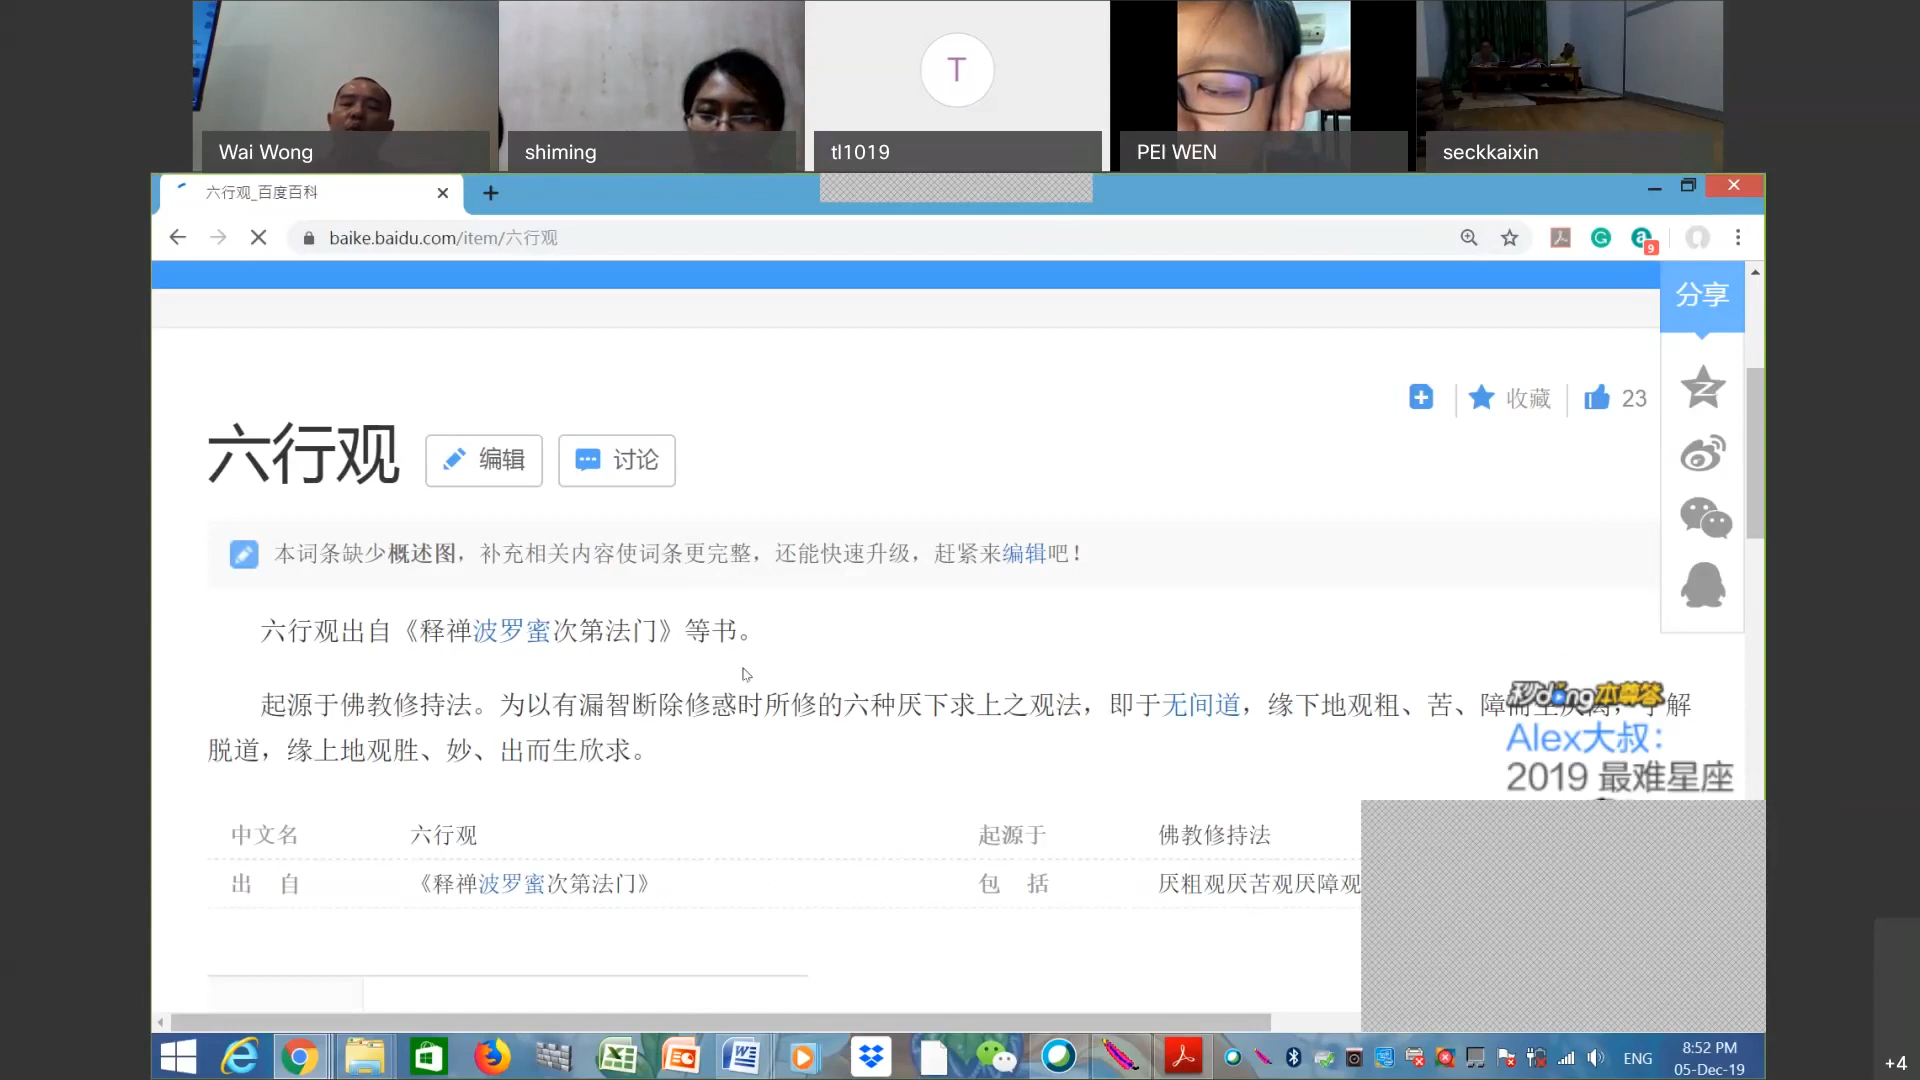 T
Wai Wong
shiming
tl1019
PEI WEN
seckkaixin
六行观_百度百科
baike.baidu.com/item/六行观
9
分享
收藏
23
六行观
编辑
讨论
本词条缺少概述图，补充相关内容使词条更完整，还能快速升级，赶紧来编辑吧！
六行观出自《释禅波罗蜜次第法门》等书。
起源于佛教修持法。为以有漏智断除修惑时所修的六种厌下求上之观法，即于无间道，缘下地观粗、苦、障 解
脱道，缘上地观胜、妙、出而生欣求。
秒dong本尊答
Alex大叔：
2019 最难星座
中文名 六行观 起源于 佛教修持法
出 自 《释禅波罗蜜次第法门》 包 括 厌粗观厌苦观厌障观
ENG
8:52 PM
05-Dec-19
+4